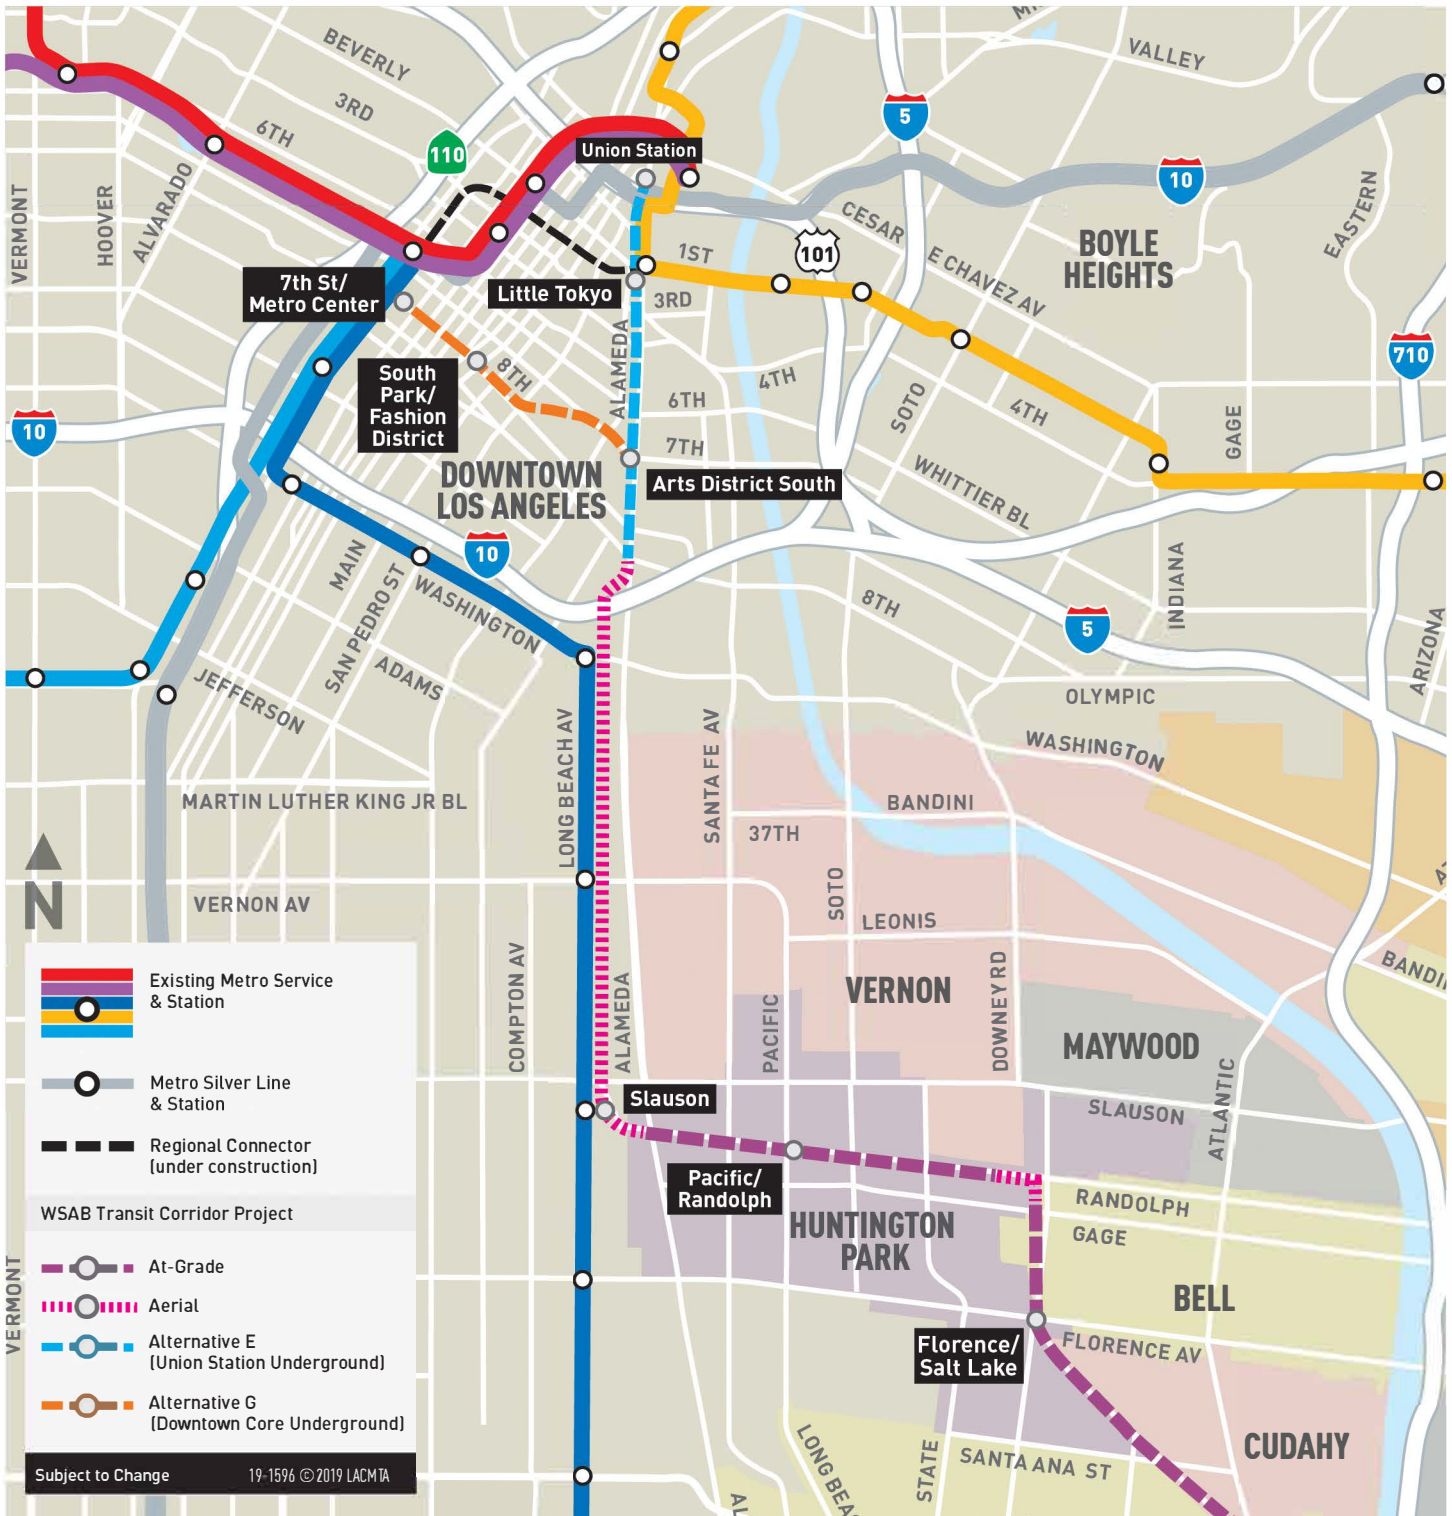 BEVERLY
3RD
6TH
110
VALLEY
5
Union Station
10
VERMONT
HOOVER
ALVARADO
CESAR
E CHAVEZ AV
101
1ST
BOYLE
HEIGHTS
EASTERN
7th St/
Metro Center
Little Tokyo
3RD
710
South
Park/
Fashion
District
8TH
ALAMEDA
4TH
6TH
7TH
SOTO
4TH
GAGE
10
DOWNTOWN
LOS ANGELES
Arts District South
WHITTIER BL
10
MAIN
SAN PEDRO ST
WASHINGTON
8TH
5
INDIANA
ARIZONA
ADAMS
JEFFERSON
OLYMPIC
WASHINGTON
LONG BEACH AV
SANTA FE AV
MARTIN LUTHER KING JR BL
BANDINI
37TH
N
VERNON AV
SOTO
LEONIS
BANDI
VERNON
DOWNEY RD
COMPTON AV
ALAMEDA
PACIFIC
MAYWOOD
Slauson
SLAUSON
ATLANTIC
Pacific/
Randolph
RANDOLPH
GAGE
HUNTINGTON
PARK
BELL
Florence/
Salt Lake
FLORENCE AV
CUDAHY
LONG BEA
STATE
SANTA ANA ST
AL
VERMONT
Existing Metro Service
& Station
Metro Silver Line
& Station
Regional Connector
(under construction)
WSAB Transit Corridor Project
At-Grade
Aerial
Alternative E
(Union Station Underground)
Alternative G
(Downtown Core Underground)
Subject to Change 19-1596 ©2019 LACMTA